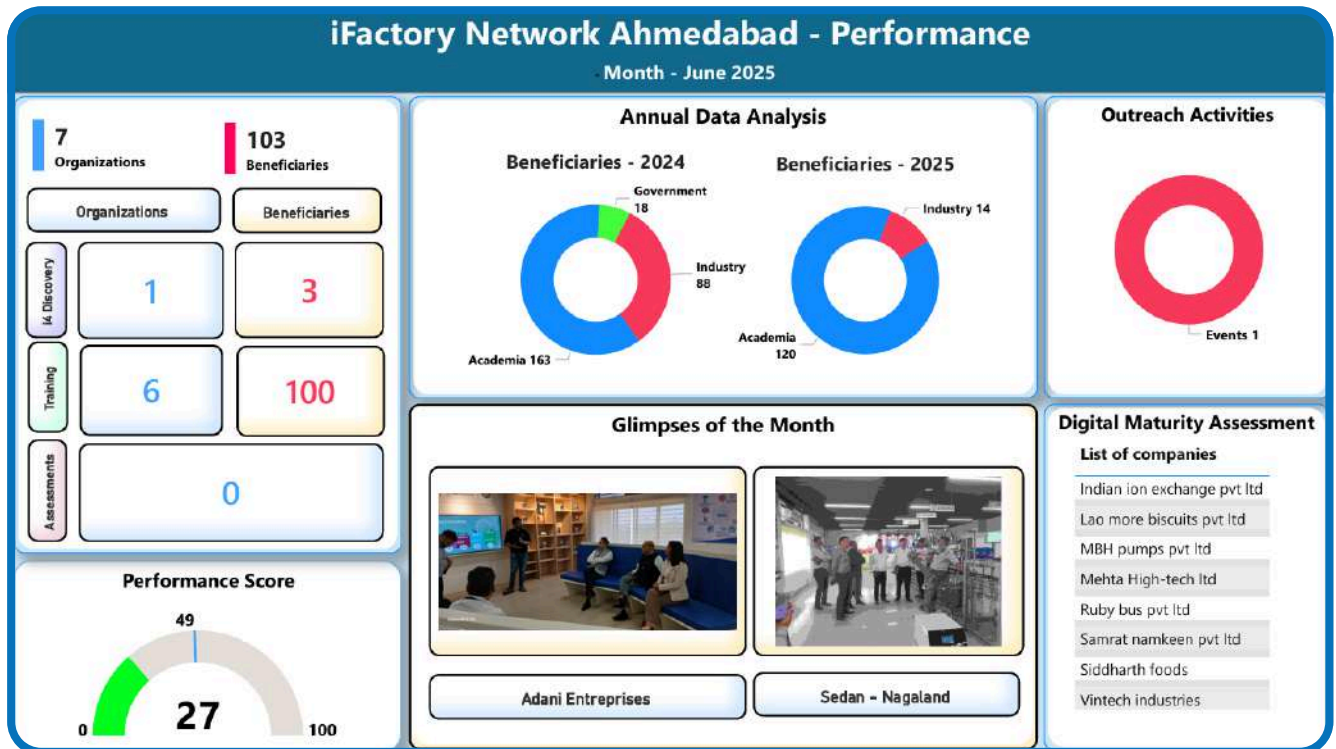 iFactory Network Ahmedabad - Performance
Month - June 2025
7
Organizations
103
Beneficiaries
Organizations
Beneficiaries
I4 Discovery
1
3
Training
6
100
Assessments
0
Performance Score
49
27
0
100
Annual Data Analysis
Beneficiaries - 2024
Government
18
Industry
88
Academia 163
Beneficiaries - 2025
Industry 14
Academia
120
Outreach Activities
Events 1
Glimpses of the Month
Adani Entreprises
Sedan - Nagaland
Digital Maturity Assessment
List of companies
Indian ion exchange pvt ltd
Lao more biscuits pvt ltd
MBH pumps pvt ltd
Mehta High-tech ltd
Ruby bus pvt ltd
Samrat namkeen pvt ltd
Siddharth foods
Vintech industries